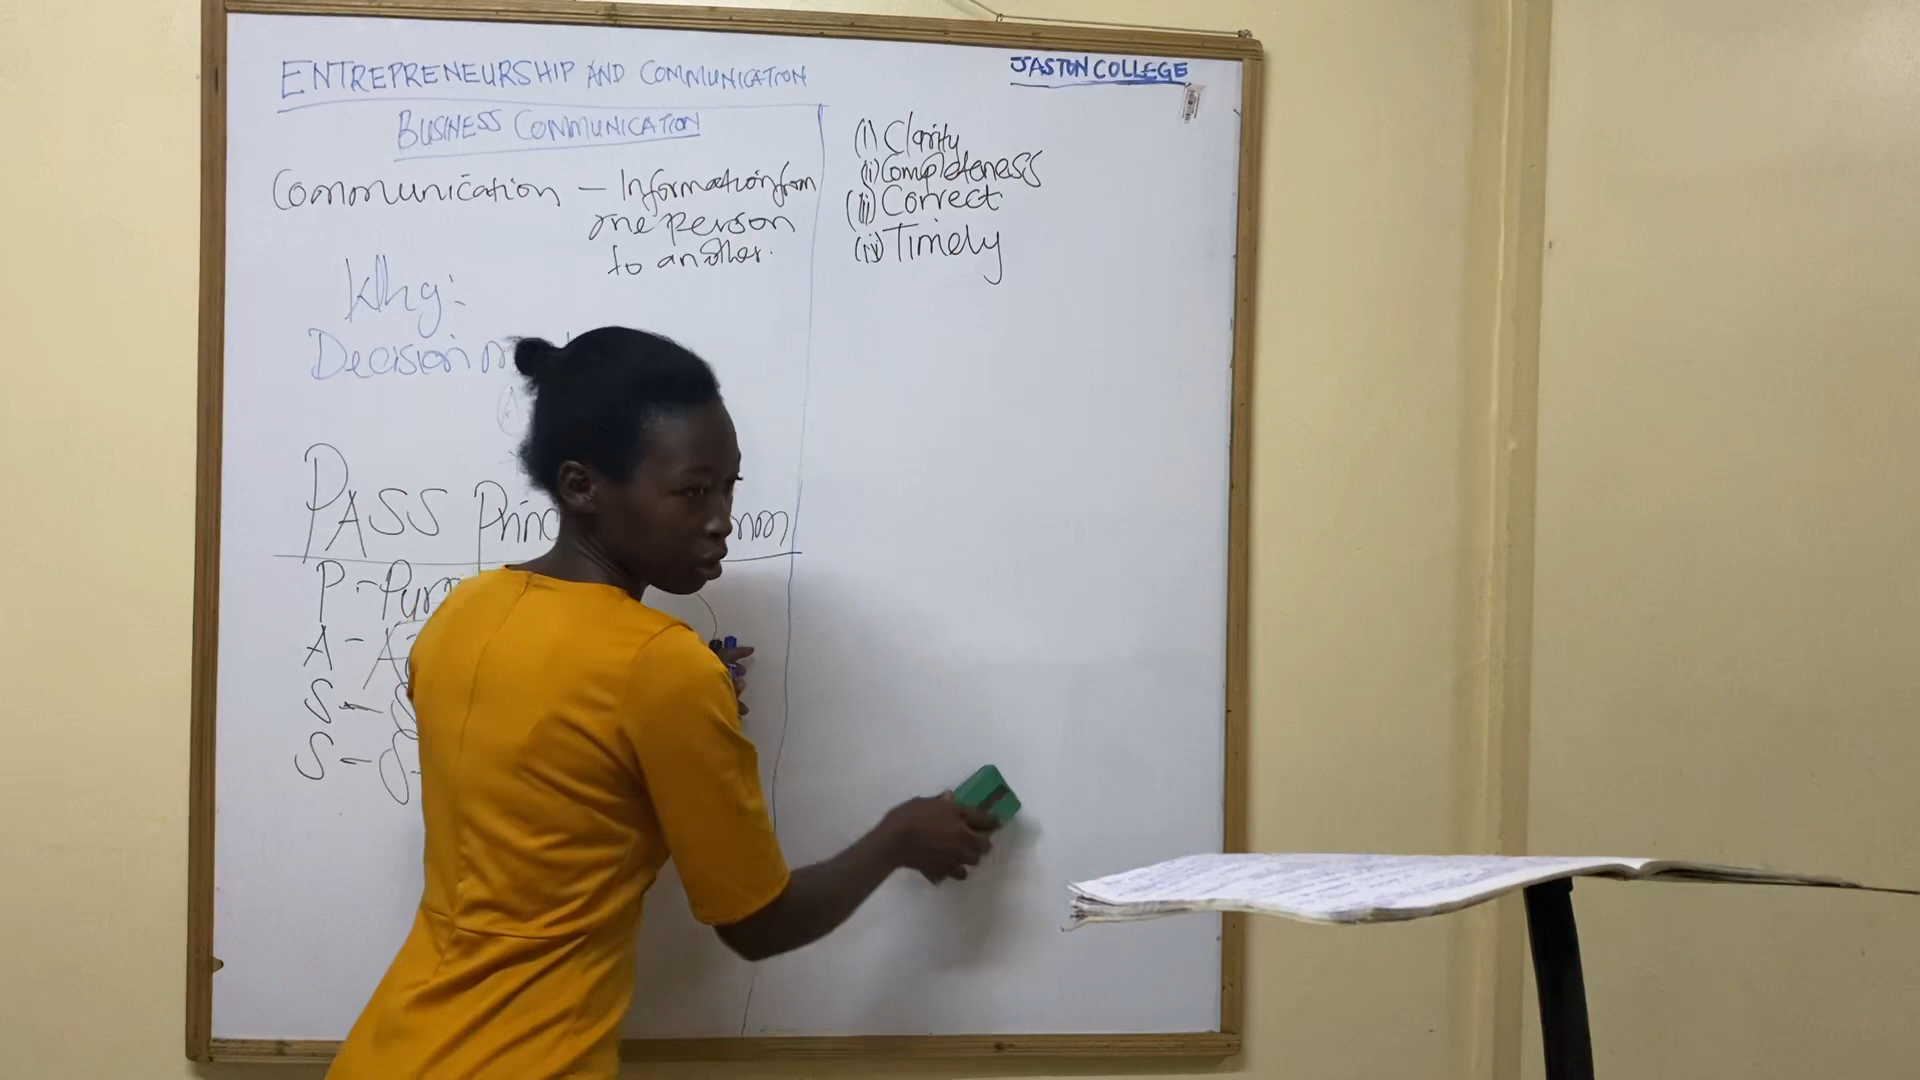 ENTREPRENEURSHIP AND COMMUNICATION
JASTON COLLEGE
BUSINESS COMMUNICATION
Communication – Information from
one person
to another.
Why:
Decision
PASS
P –
A –
S –
S –
(i) Clarity
(ii) Completeness
(iii) Correct
(iv) Timely